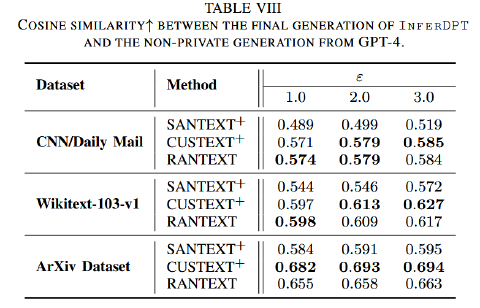 TABLE VIII
COSINE SIMILARITY↑ BETWEEN THE FINAL GENERATION OF INFERDPT
AND THE NON-PRIVATE GENERATION FROM GPT-4.
Dataset Method ε
1.0 2.0 3.0
SANTEXT+ 0.489 0.499 0.519
CNN/Daily Mail CUSTEXT+ 0.571 0.579 0.585
RANTEXT 0.574 0.579 0.584
SANTEXT+ 0.544 0.546 0.572
Wikitext-103-v1 CUSTEXT+ 0.597 0.613 0.627
RANTEXT 0.598 0.609 0.617
SANTEXT+ 0.584 0.591 0.595
ArXiv Dataset CUSTEXT+ 0.682 0.693 0.694
RANTEXT 0.655 0.658 0.663